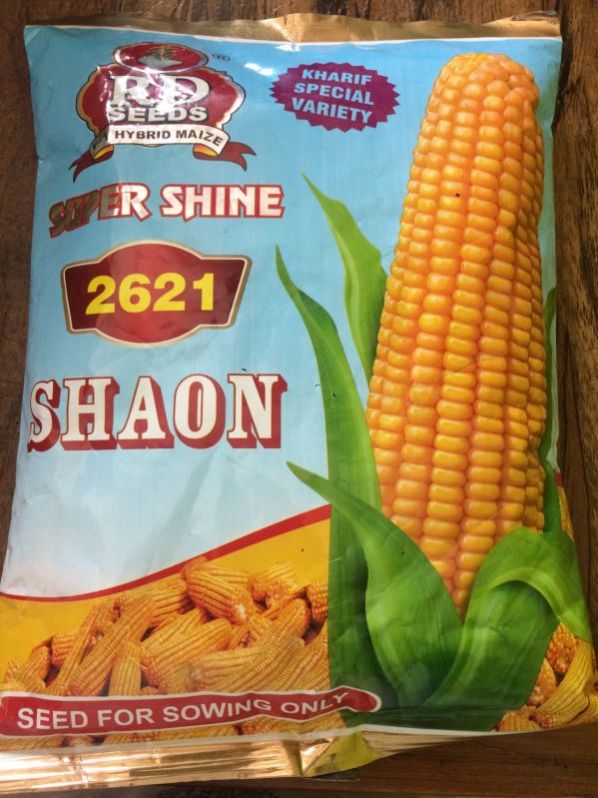 RD
SEEDS
HYBRID MAIZE
®
KHARIF
SPECIAL
VARIETY
SUPER SHINE
2621
SHAON
SEED FOR SOWING ONLY